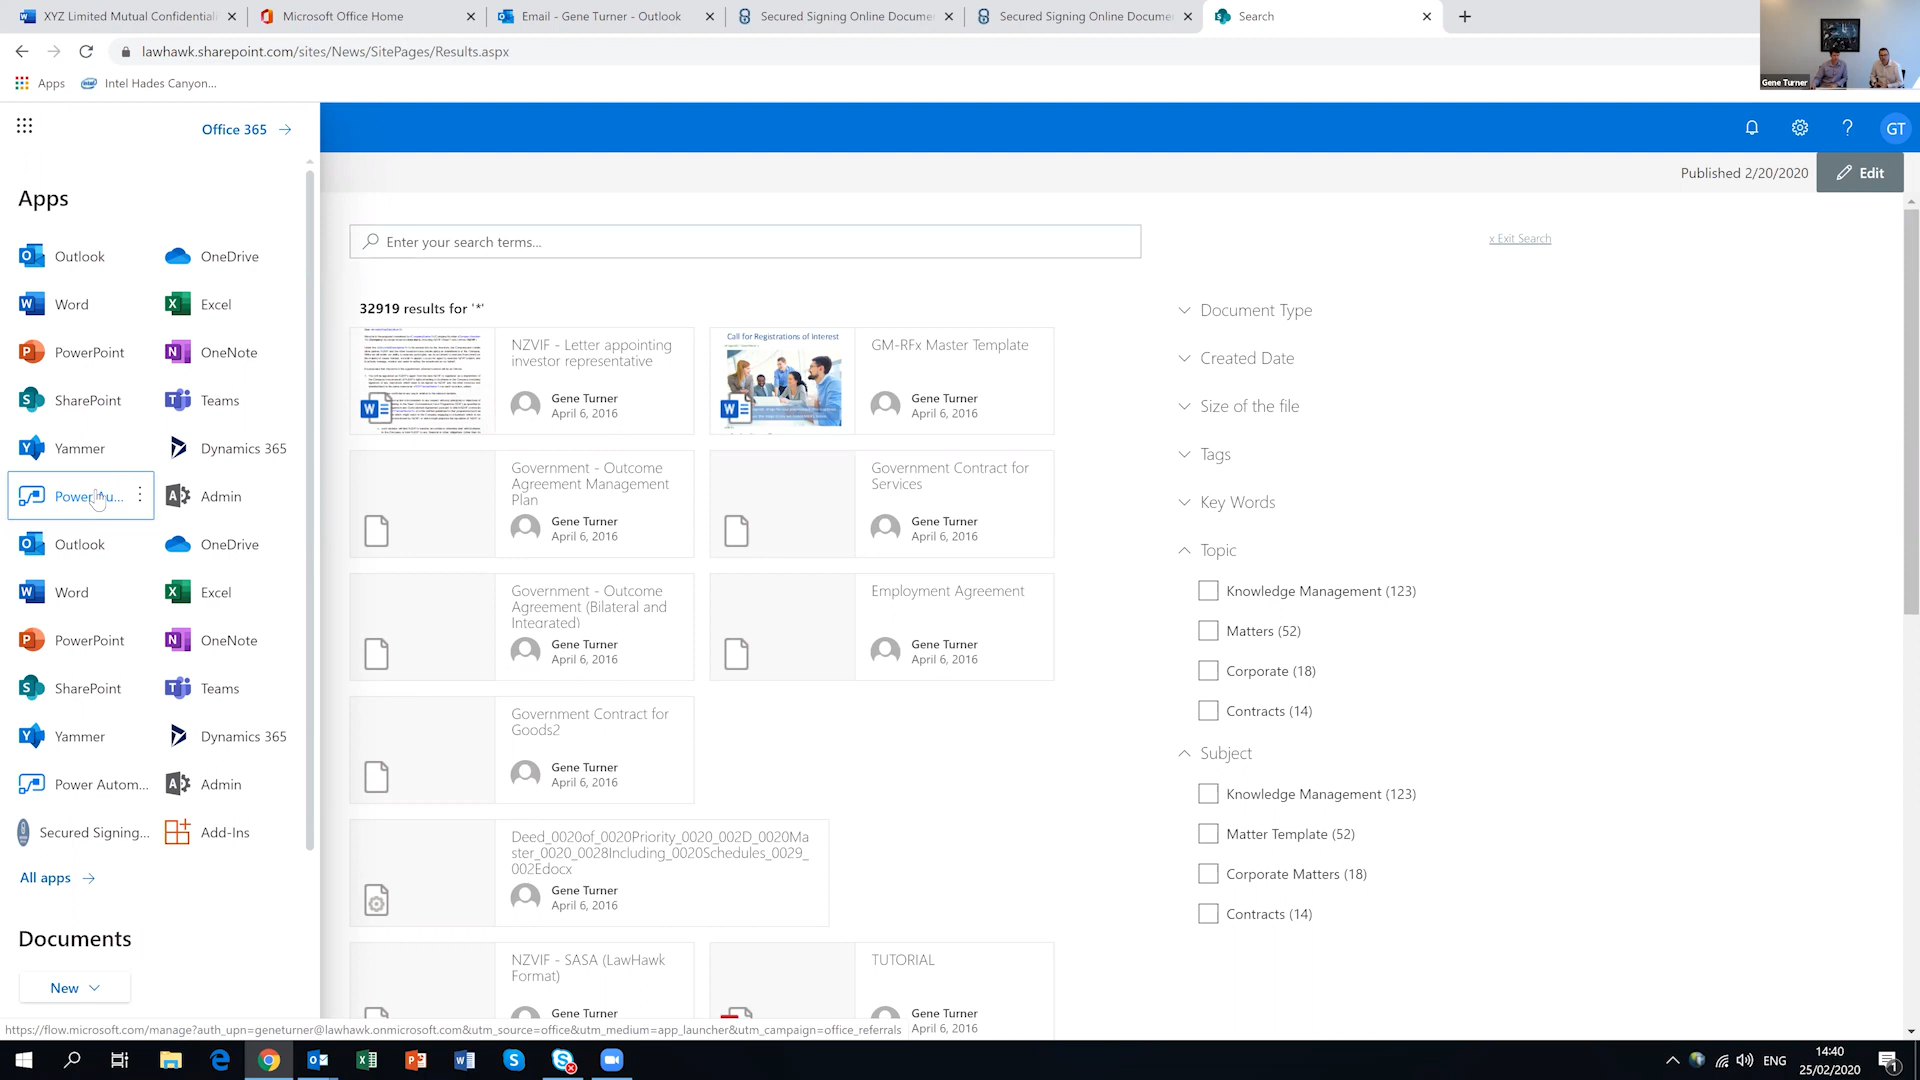 XYZ Limited Mutual Confidentiali
Microsoft Office Home
Email - Gene Turner - Outlook
Secured Signing Online Docume
Secured Signing Online Docume
Search
lawhawk.sharepoint.com/sites/News/SitePages/Results.aspx
Apps
Intel Hades Canyon...
Gene Turner
Office 365
GT
Published 2/20/2020
Edit
Apps
Outlook
OneDrive
Word
Excel
PowerPoint
OneNote
SharePoint
Teams
Yammer
Dynamics 365
Power Au...
Admin
Outlook
OneDrive
Word
Excel
PowerPoint
OneNote
SharePoint
Teams
Yammer
Dynamics 365
Power Autom...
Admin
Secured Signing...
Add-Ins
All apps
Documents
New
Enter your search terms...
x Exit Search
32919 results for '*'
NZVIF - Letter appointing
investor representative
Gene Turner
April 6, 2016
Call for Registrations of Interest
GM-RFx Master Template
Gene Turner
April 6, 2016
Government - Outcome
Agreement Management
Plan
Gene Turner
April 6, 2016
Government Contract for
Services
Gene Turner
April 6, 2016
Government - Outcome
Agreement (Bilateral and
Integrated)
Gene Turner
April 6, 2016
Employment Agreement
Gene Turner
April 6, 2016
Government Contract for
Goods2
Gene Turner
April 6, 2016
Deed_0020of_0020Priority_0020_002D_0020Ma
ster_0020_0028Including_0020Schedules_0029_
002Edocx
Gene Turner
April 6, 2016
NZVIF - SASA (LawHawk
Format)
Gene Turner
TUTORIAL
Gene Turner
April 6, 2016
Document Type
Created Date
Size of the file
Tags
Key Words
Topic
Knowledge Management (123)
Matters (52)
Corporate (18)
Contracts (14)
Subject
Knowledge Management (123)
Matter Template (52)
Corporate Matters (18)
Contracts (14)
https://flow.microsoft.com/manage?auth_upn=geneturner@lawhawk.onmicrosoft.com&utm_source=office&utm_medium=app_launcher&utm_campaign=office_referrals
ENG
14:40
25/02/2020
1